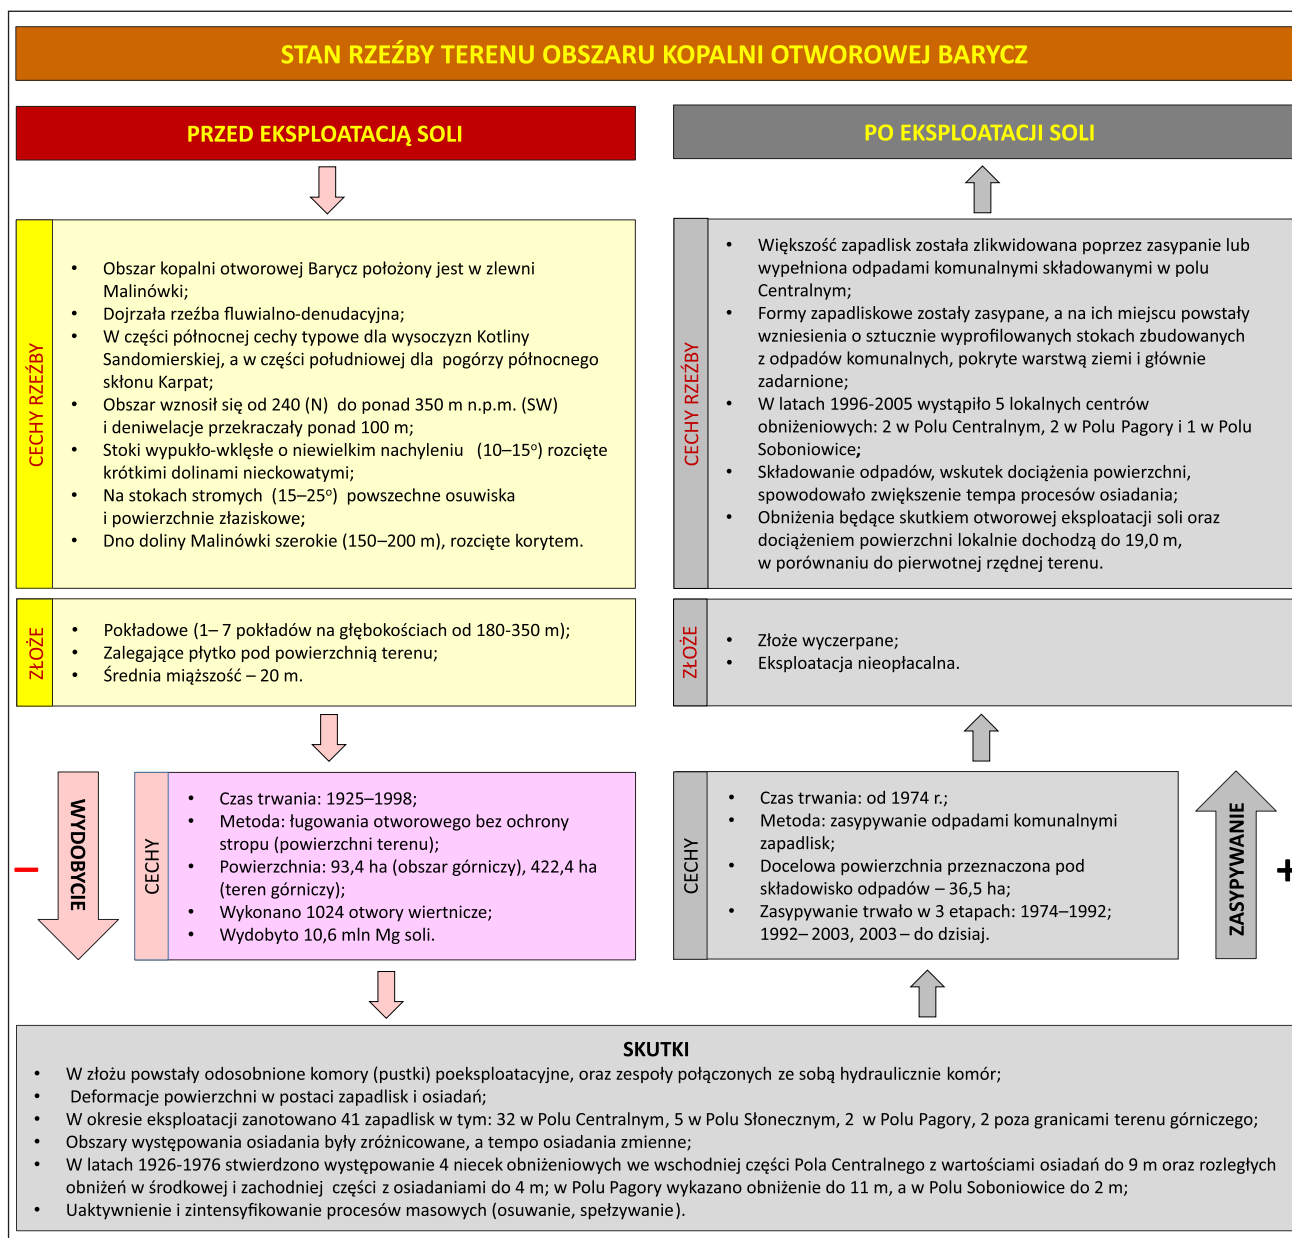 STAN RZEŹBY TERENU OBSZARU KOPALNI OTWOROWEJ BARYCZ
PRZED EKSPLOATACJĄ SOLI
CECHY RZEŹBY
• Obszar kopalni otworowej Barycz położony jest w zlewni
Malinówki;
• Dojrzała rzeźba fluwialno-denudacyjna;
• W części północnej cechy typowe dla wysoczyzn Kotliny
Sandomierskiej, a w części południowej dla pogórzy północnego
skłonu Karpat;
• Obszar wznosił się od 240 (N) do ponad 350 m n.p.m. (SW)
i deniwelacje przekraczały ponad 100 m;
• Stoki wypukło-wklęsłe o niewielkim nachyleniu (10–15°) rozcięte
krótkimi dolinami nieckowatymi;
• Na stokach stromych (15–25°) powszechne osuwiska
i powierzchnie złaziskowe;
• Dno doliny Malinówki szerokie (150–200 m), rozcięte korytem.
ZŁOŻE
• Pokładowe (1– 7 pokładów na głębokościach od 180-350 m);
• Zalegające płytko pod powierzchnią terenu;
• Średnia miąższość – 20 m.
–
WYDOBYCIE
CECHY
• Czas trwania: 1925–1998;
• Metoda: ługowania otworowego bez ochrony
stropu (powierzchni terenu);
• Powierzchnia: 93,4 ha (obszar górniczy), 422,4 ha
(teren górniczy);
• Wykonano 1024 otwory wiertnicze;
• Wydobyto 10,6 mln Mg soli.
PO EKSPLOATACJI SOLI
CECHY RZEŹBY
• Większość zapadlisk została zlikwidowana poprzez zasypanie lub
wypełniona odpadami komunalnymi składowanymi w polu
Centralnym;
• Formy zapadliskowe zostały zasypane, a na ich miejscu powstały
wzniesienia o sztucznie wyprofilowanych stokach zbudowanych
z odpadów komunalnych, pokryte warstwą ziemi i głównie
zadarnione;
• W latach 1996-2005 wystąpiło 5 lokalnych centrów
obniżeniowych: 2 w Polu Centralnym, 2 w Polu Pagory i 1 w Polu
Soboniowice;
• Składowanie odpadów, wskutek dociążenia powierzchni,
spowodowało zwiększenie tempa procesów osiadania;
• Obniżenia będące skutkiem otworowej eksploatacji soli oraz
dociążeniem powierzchni lokalnie dochodzą do 19,0 m,
w porównaniu do pierwotnej rzędnej terenu.
ZŁOŻE
• Złoże wyczerpane;
• Eksploatacja nieopłacalna.
CECHY
• Czas trwania: od 1974 r.;
• Metoda: zasypywanie odpadami komunalnymi
zapadlisk;
• Docelowa powierzchnia przeznaczona pod
składowisko odpadów – 36,5 ha;
• Zasypywanie trwało w 3 etapach: 1974–1992;
1992– 2003, 2003 – do dzisiaj.
ZASYPYWANIE
+
SKUTKI
• W złożu powstały odosobnione komory (pustki) poeksploatacyjne, oraz zespoły połączonych ze sobą hydraulicznie komór;
• Deformacje powierzchni w postaci zapadlisk i osiadań;
• W okresie eksploatacji zanotowano 41 zapadlisk w tym: 32 w Polu Centralnym, 5 w Polu Słonecznym, 2 w Polu Pagory, 2 poza granicami terenu górniczego;
• Obszary występowania osiadania były zróżnicowane, a tempo osiadania zmienne;
• W latach 1926-1976 stwierdzono występowanie 4 niecek obniżeniowych we wschodniej części Pola Centralnego z wartościami osiadań do 9 m oraz rozległych
obniżeń w środkowej i zachodniej części z osiadaniami do 4 m; w Polu Pagory wykazano obniżenie do 11 m, a w Polu Soboniowice do 2 m;
• Uaktywnienie i zintensyfikowanie procesów masowych (osuwanie, spełzywanie).